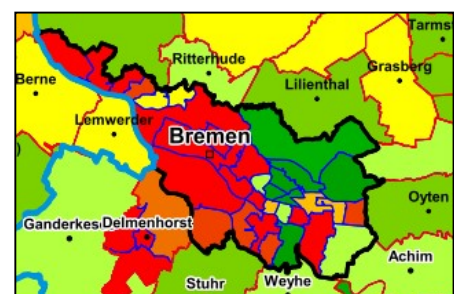 Tarms
Ritterhude
Grasberg
Berne
Lilienthal
Lemwerder
Bremen
)
Oyten
Ganderkes
Delmenhorst
Achim
Stuhr
Weyhe